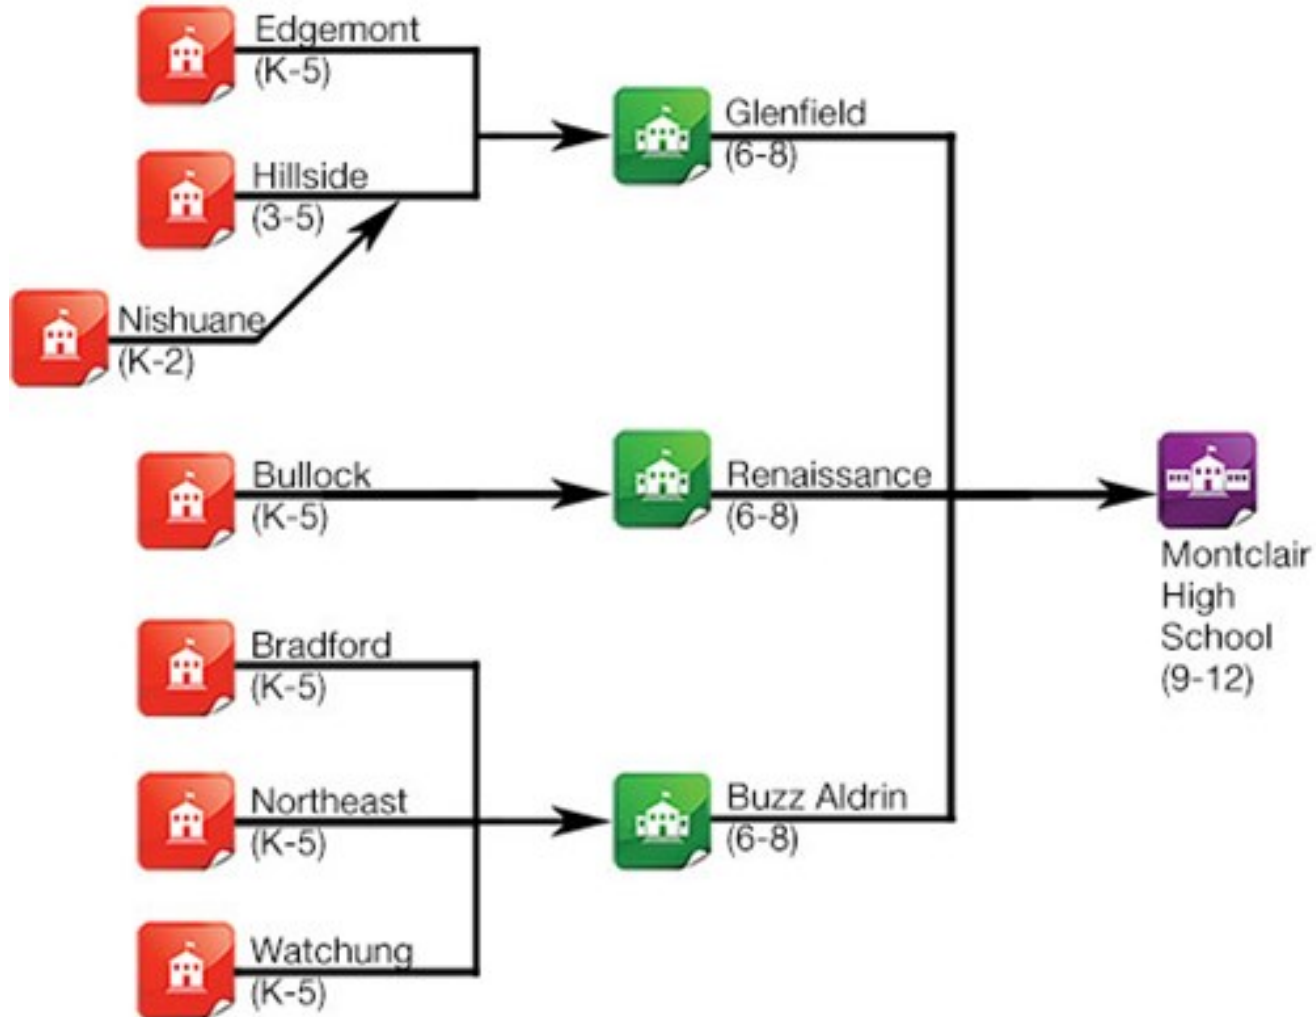 Edgemont
(K-5)
Hillside
(3-5)
Nishuane
(K-2)
Bullock
(K-5)
Bradford
(K-5)
Northeast
(K-5)
Watchung
(K-5)
Glenfield
(6-8)
Renaissance
(6-8)
Buzz Aldrin
(6-8)
Montclair
High
School
(9-12)